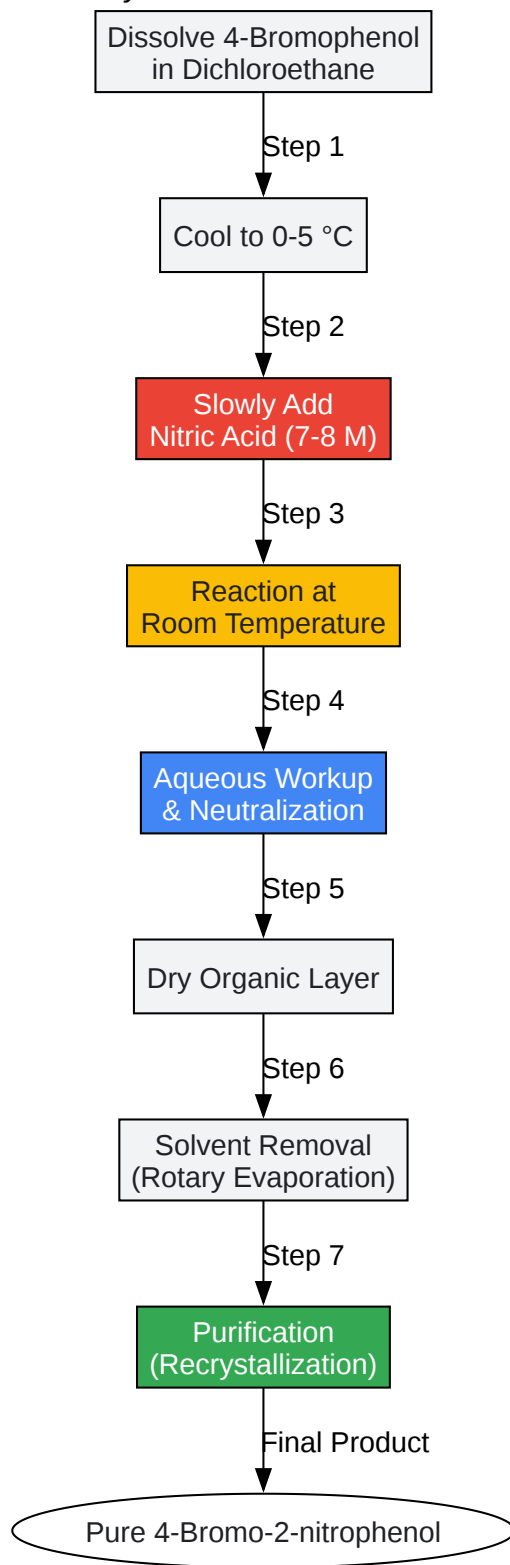 Dissolve 4-Bromophenol
in Dichloroethane
Step 1
Cool to 0-5 °C
Step 2
Slowly Add
Nitric Acid (7-8 M)
Step 3
Reaction at
Room Temperature
Step 4
Aqueous Workup
& Neutralization
Step 5
Dry Organic Layer
Step 6
Solvent Removal
(Rotary Evaporation)
Step 7
Purification
(Recrystallization)
Final Product
Pure 4-Bromo-2-nitrophenol